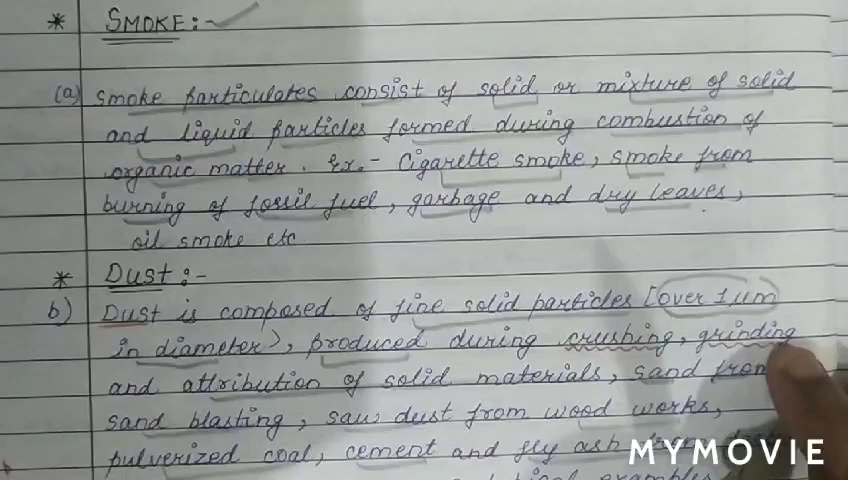 * SMOKE:-
(a) smoke particulates consist of solid or mixture of solid
and liquid particles formed during combustion of
organic matter. Ex.- Cigarette smoke, smoke from
burning of fossil fuel, garbage and dry leaves,
oil smoke etc
* DUST:-
b) Dust is composed of fine solid particles [over 1um
in diameter), produced during crushing, grinding
and attribution of solid materials, sand from
sand blasting, saw dust from wood works,
pulverized coal, cement and fly ash from
examples
MYMOVIE